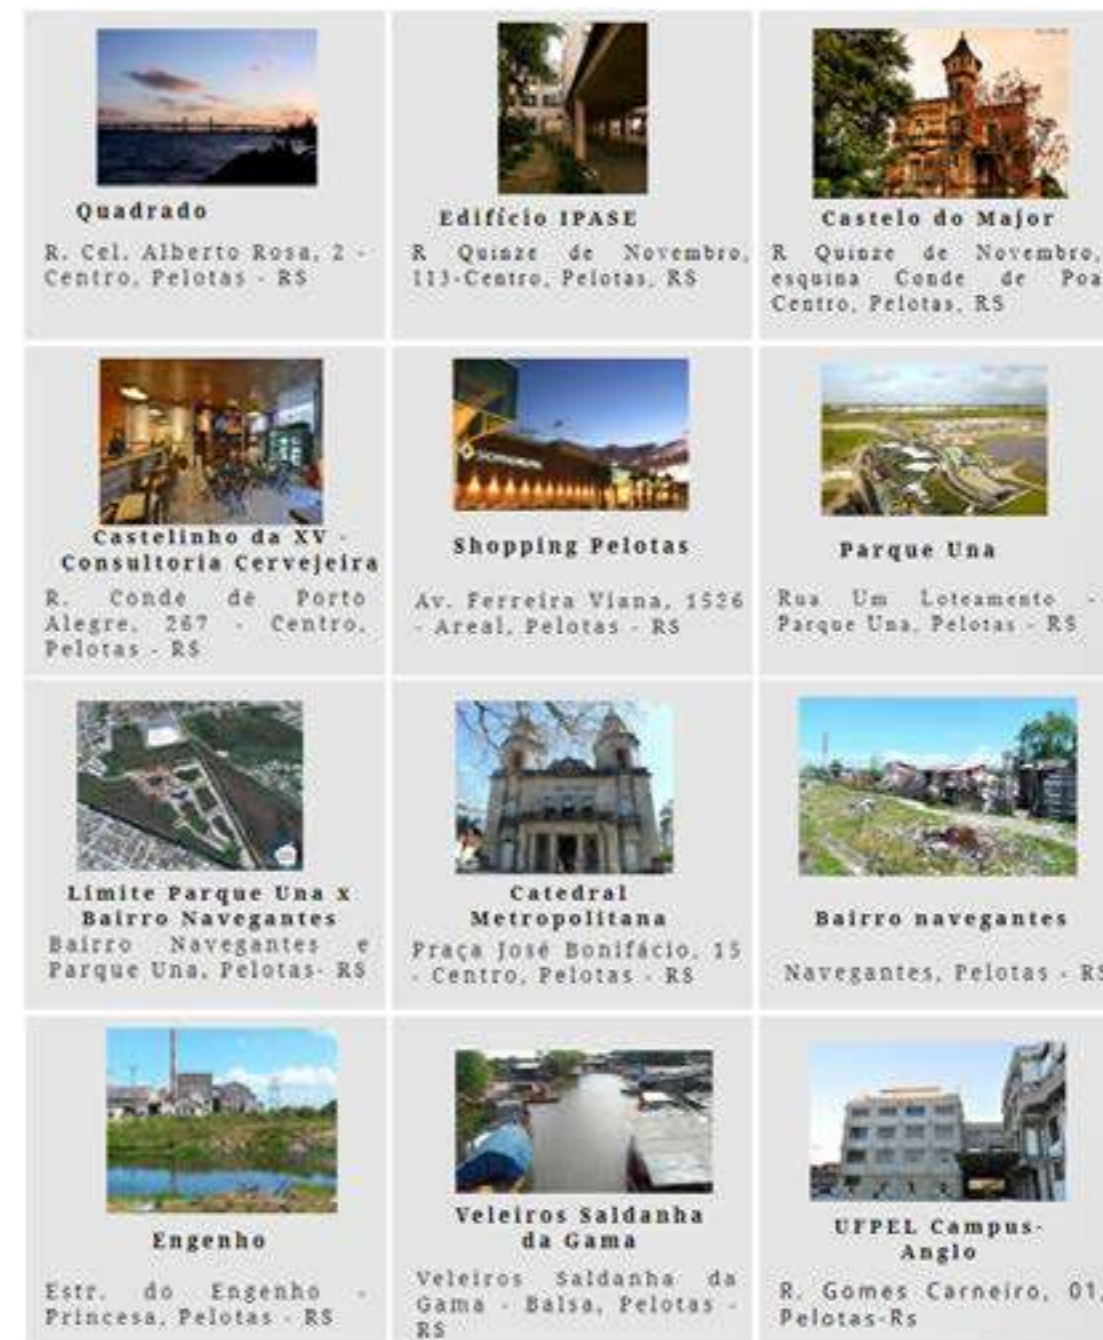 Quadrado
R. Cel. Alberto Rosa, 2 -
Centro, Pelotas - RS
Edifício IPASE
R Quinze de Novembro,
113-Centro, Pelotas, RS
Castelo do Major
R Quinze de Novembro,
esquina Conde de Poa
Centro, Pelotas, RS
Castelinho da XV -
Consultoria Cervejeira
R. Conde de Porto
Alegre, 267 - Centro,
Pelotas - RS
Shopping Pelotas
Av. Ferreira Viana, 1526
- Areal, Pelotas - RS
Parque Una
Rua Um Loteamento -
Parque Una, Pelotas - RS
Limite Parque Una x
Bairro Navegantes
Bairro Navegantes e
Parque Una, Pelotas- RS
Catedral
Metropolitana
Praça José Bonifácio, 15
- Centro, Pelotas - RS
Bairro navegantes
Navegantes, Pelotas - RS
Engenho
Estr. do Engenho -
Princesa, Pelotas - RS
Veleiros Saldanha
da Gama
Veleiros Saldanha da
Gama - Balsa, Pelotas -
RS
UFPEL Campus-
Anglo
R. Gomes Carneiro, 01,
Pelotas-Rs